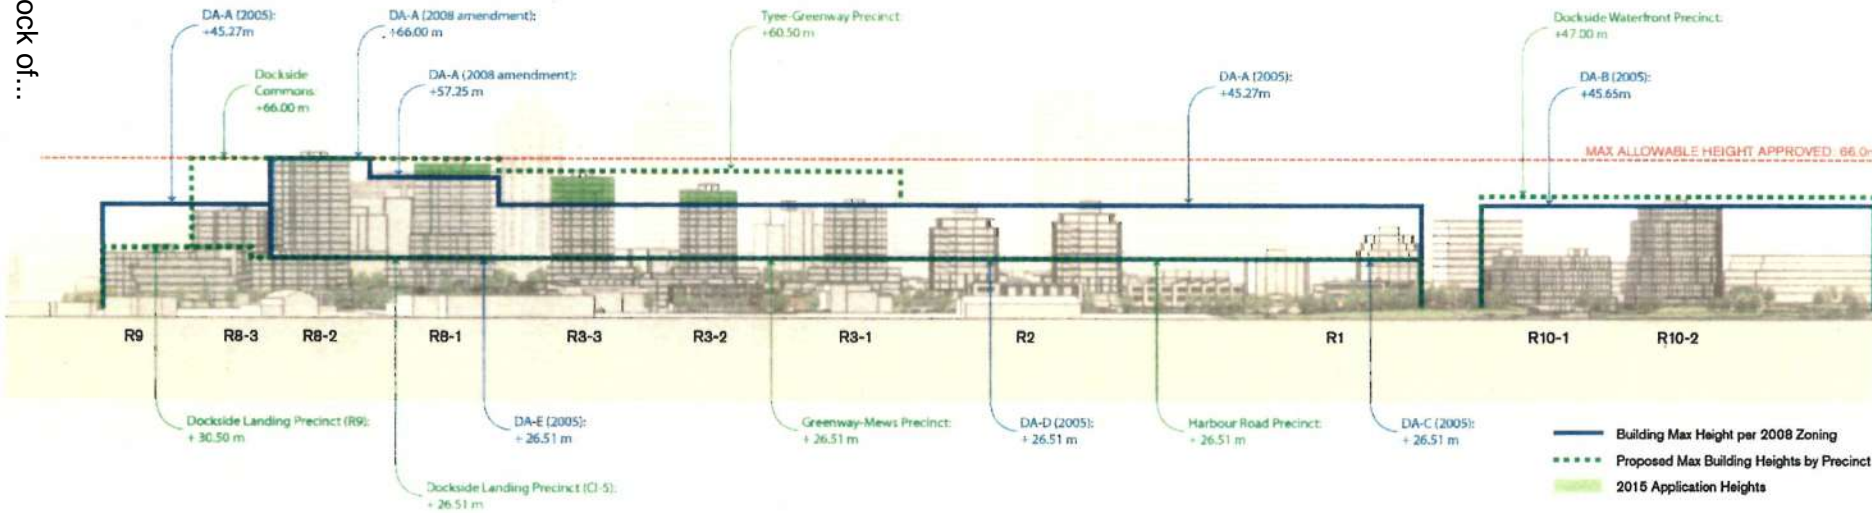 ock of...
DA-A (2005):
+45.27m
DA-A (2008 amendment):
+66.00 m
Tyee-Greenway Precinct:
+60.50 m
Dockside Waterfront Precinct:
+47.00 m
Dockside
Commons:
+66.00 m
DA-A (2008 amendment):
+57.25 m
DA-A (2005):
+45.27m
DA-B (2005):
+45.65m
MAX ALLOWABLE HEIGHT APPROVED: 66.0
R9 R8-3 R8-2 R8-1 R3-3 R3-2 R3-1 R2 R1 R10-1 R10-2
Dockside Landing Precinct (R9):
+ 30.50 m
DA-E (2005):
+ 26.51 m
Greenway-Mews Precinct:
+ 26.51 m
DA-D (2005):
+ 26.51 m
Harbour Road Precinct:
+ 26.51 m
DA-C (2005):
+ 26.51 m
Dockside Landing Precinct (CI-5):
+ 26.51 m
Building Max Height per 2008 Zoning
Proposed Max Building Heights by Precinct
2015 Application Heights